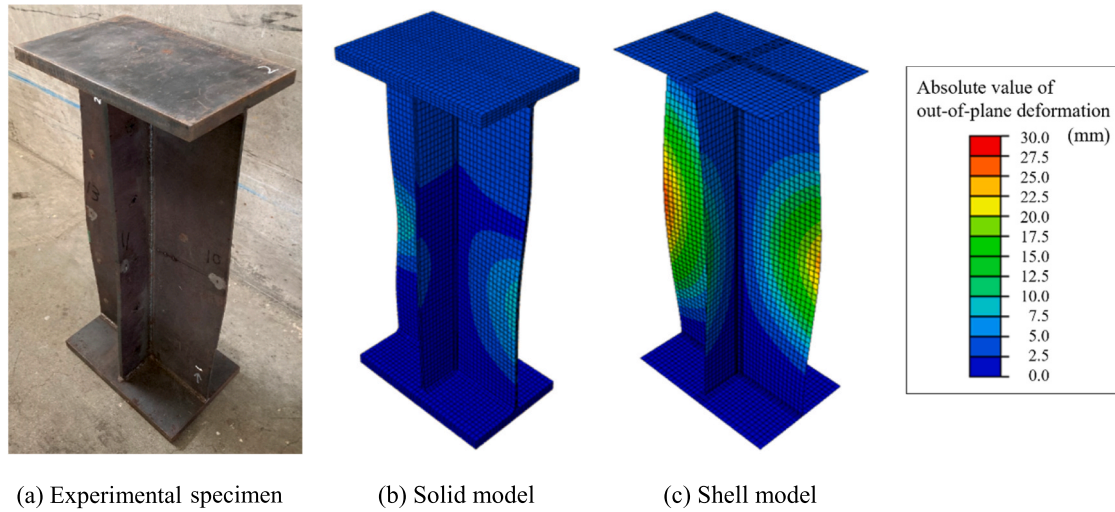 2
Absolute value of
out-of-plane deformation
(mm)
30.0
27.5
25.0
22.5
20.0
17.5
15.0
12.5
10.0
7.5
5.0
2.5
0.0
(a) Experimental specimen
(b) Solid model
(c) Shell model